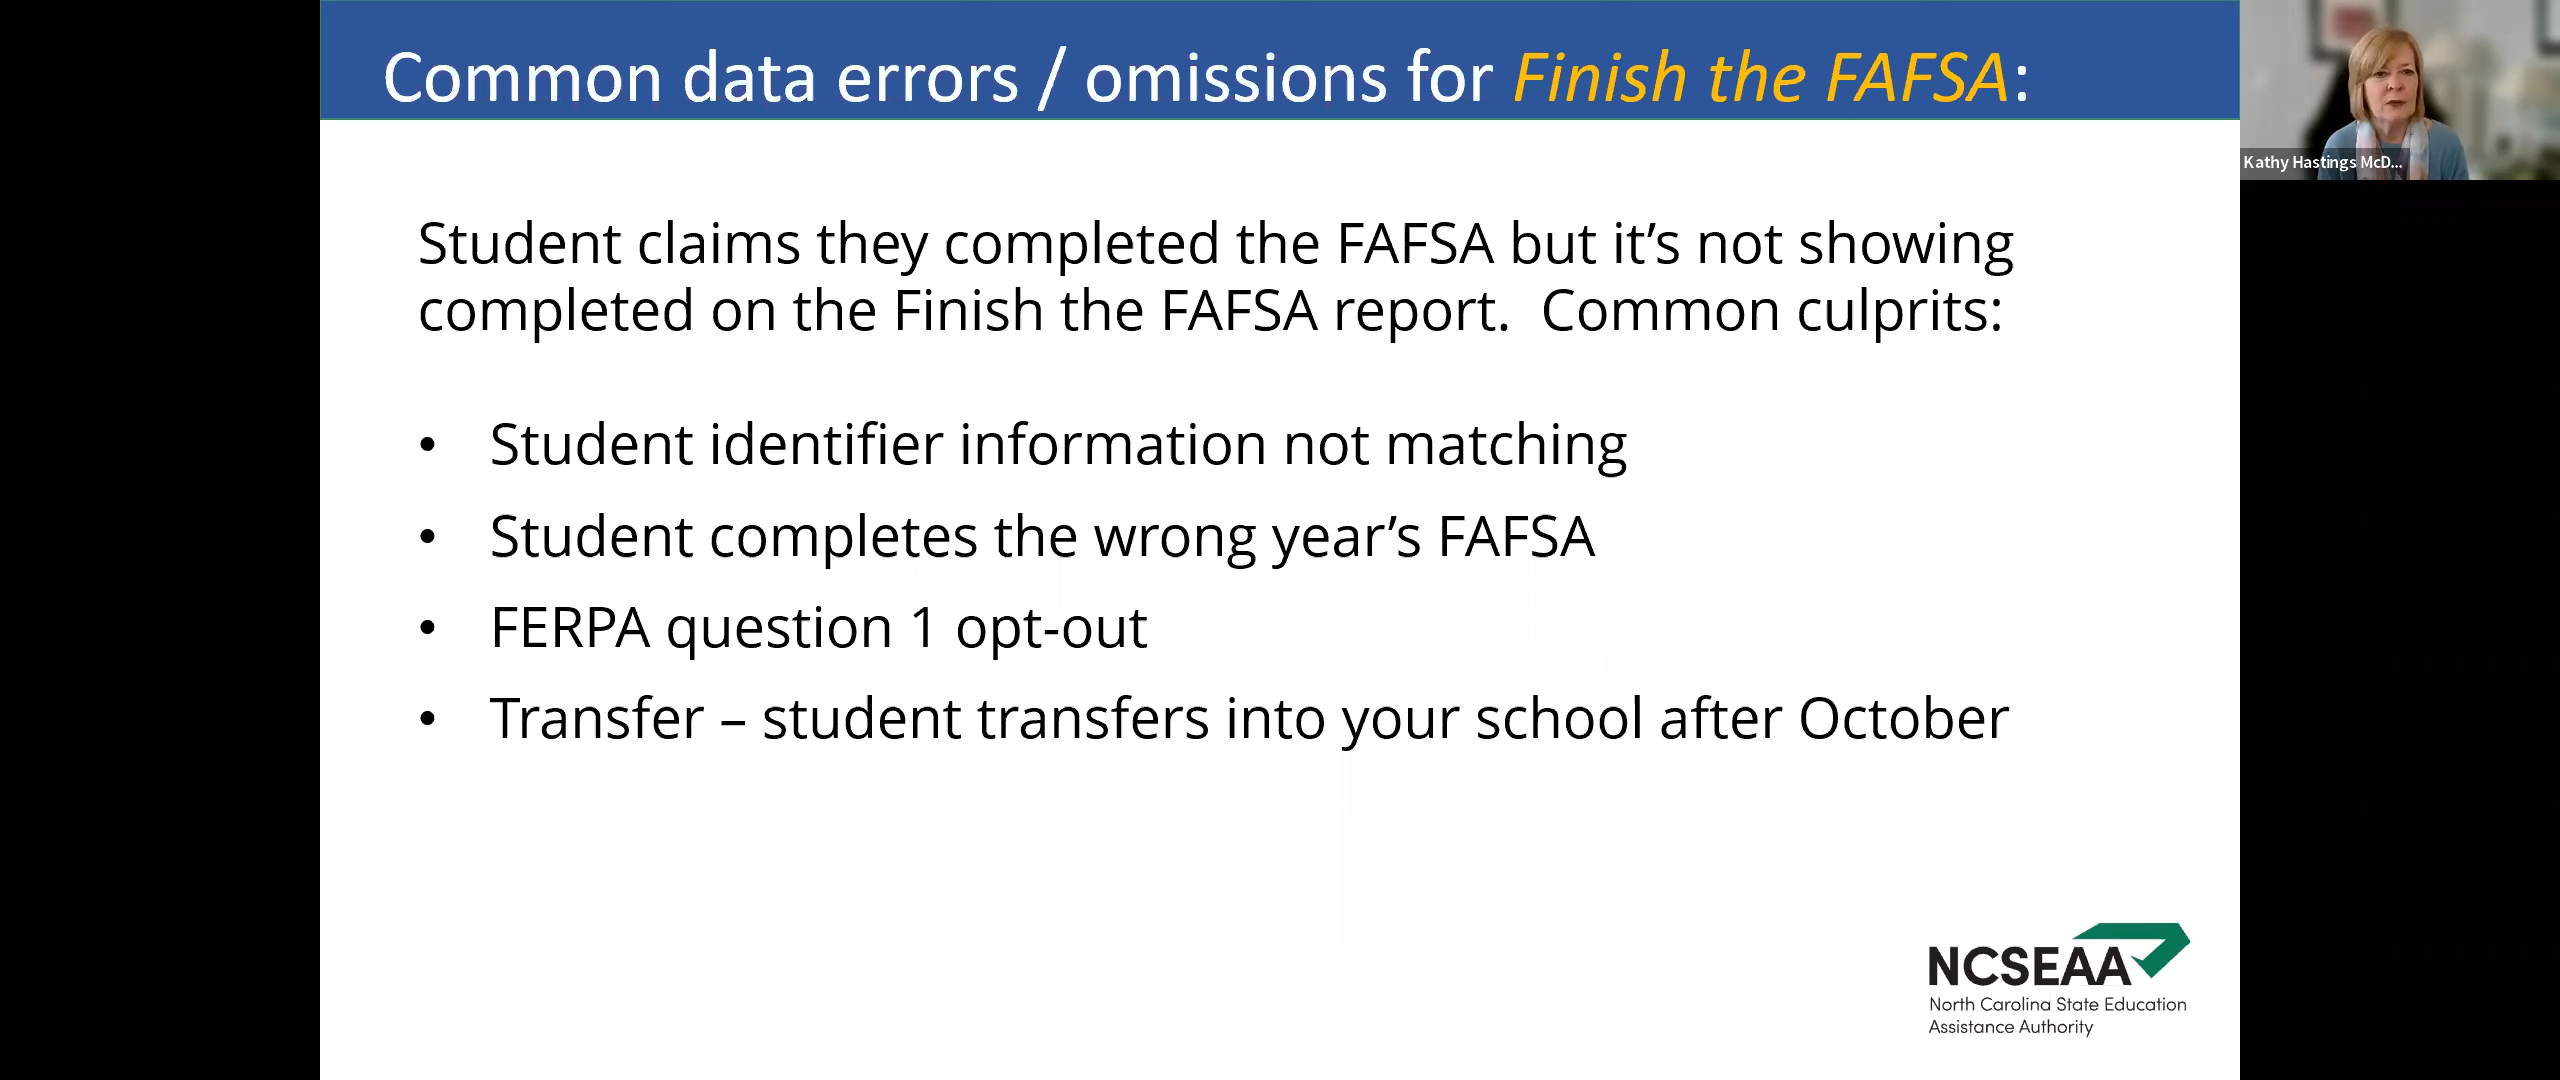 Common data errors / omissions for Finish the FAFSA:
Kathy Hastings McD...
Student claims they completed the FAFSA but it’s not showing
completed on the Finish the FAFSA report.  Common culprits:
• Student identifier information not matching
• Student completes the wrong year’s FAFSA
• FERPA question 1 opt-out
• Transfer – student transfers into your school after October
NCSEAA
North Carolina State Education
Assistance Authority